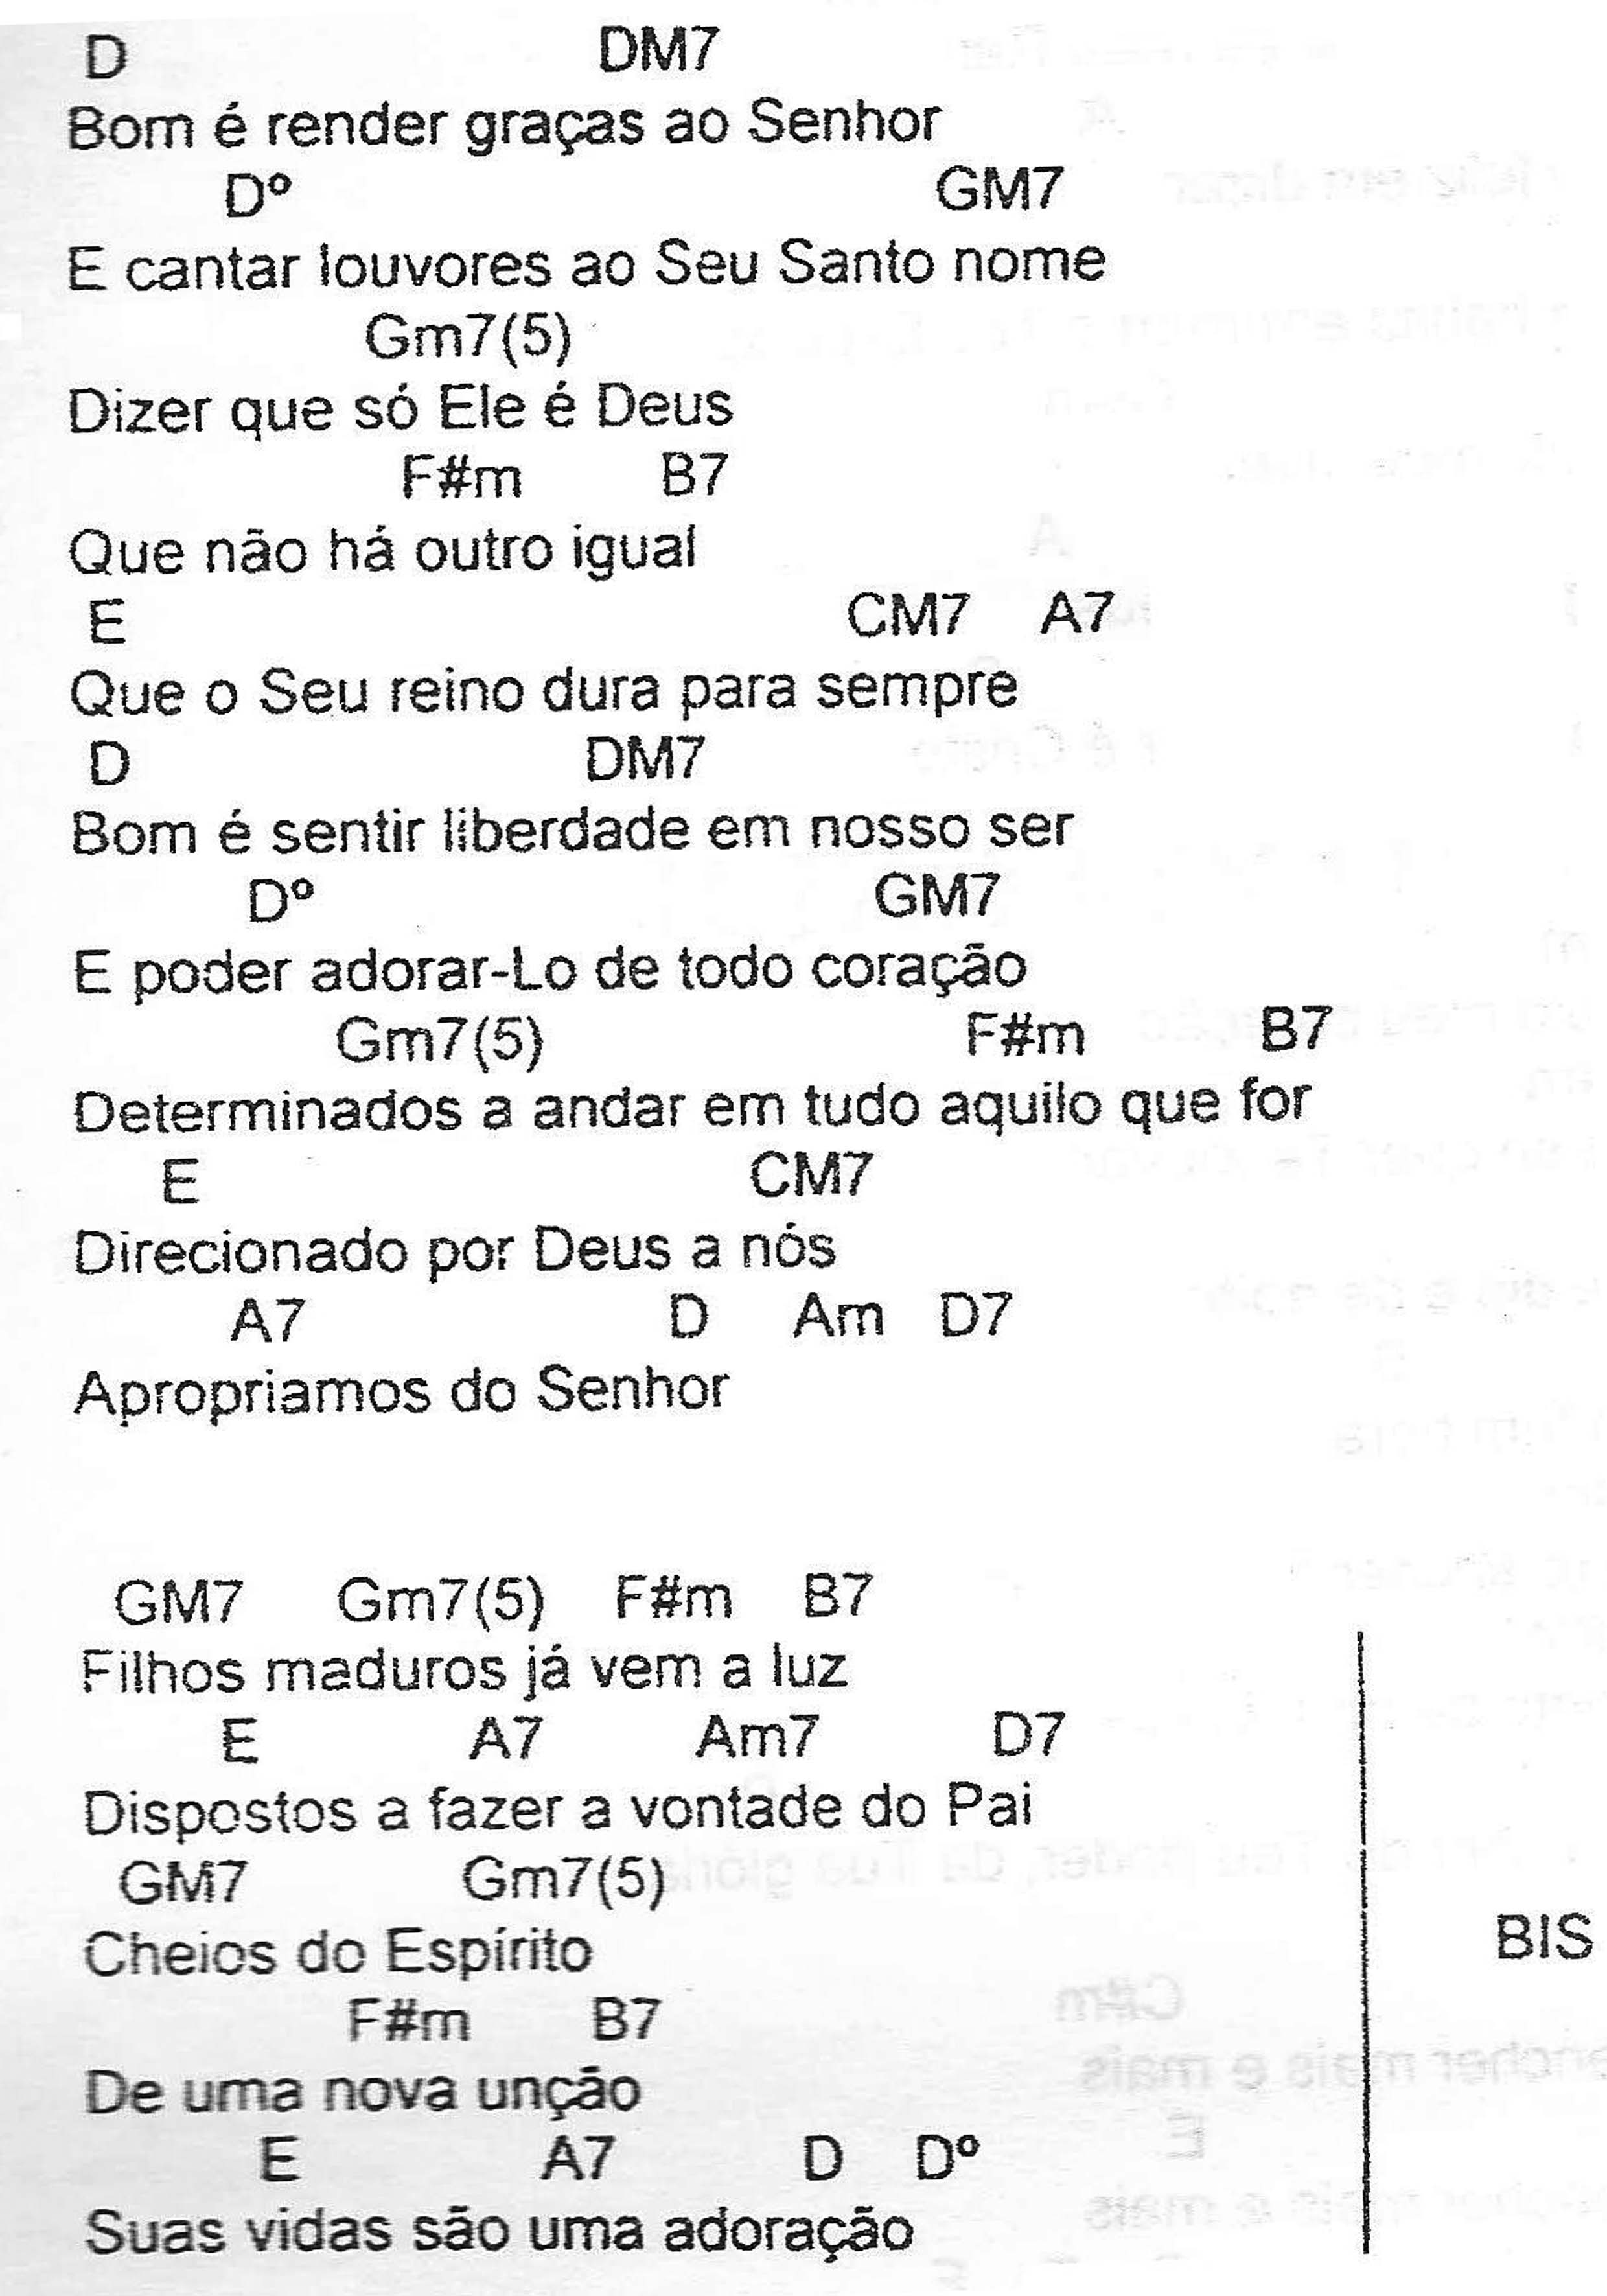 D DM7
Bom é render graças ao Senhor
Dº GM7
E cantar louvores ao Seu Santo nome
Gm7(5)
Dizer que só Ele é Deus
F#m B7
Que não há outro igual
E CM7 A7
Que o Seu reino dura para sempre
D DM7
Bom é sentir liberdade em nosso ser
Dº GM7
E poder adorar-Lo de todo coração
Gm7(5) F#m B7
Determinados a andar em tudo aquilo que for
E CM7
Direcionado por Deus a nós
A7 D Am D7
Apropriamos do Senhor
GM7 Gm7(5) F#m B7
Filhos maduros já vem a luz
E A7 Am7 D7
Dispostos a fazer a vontade do Pai
GM7 Gm7(5)
Cheios do Espírito
BIS
F#m B7
De uma nova unção
E A7 D Dº
Suas vidas são uma adoração